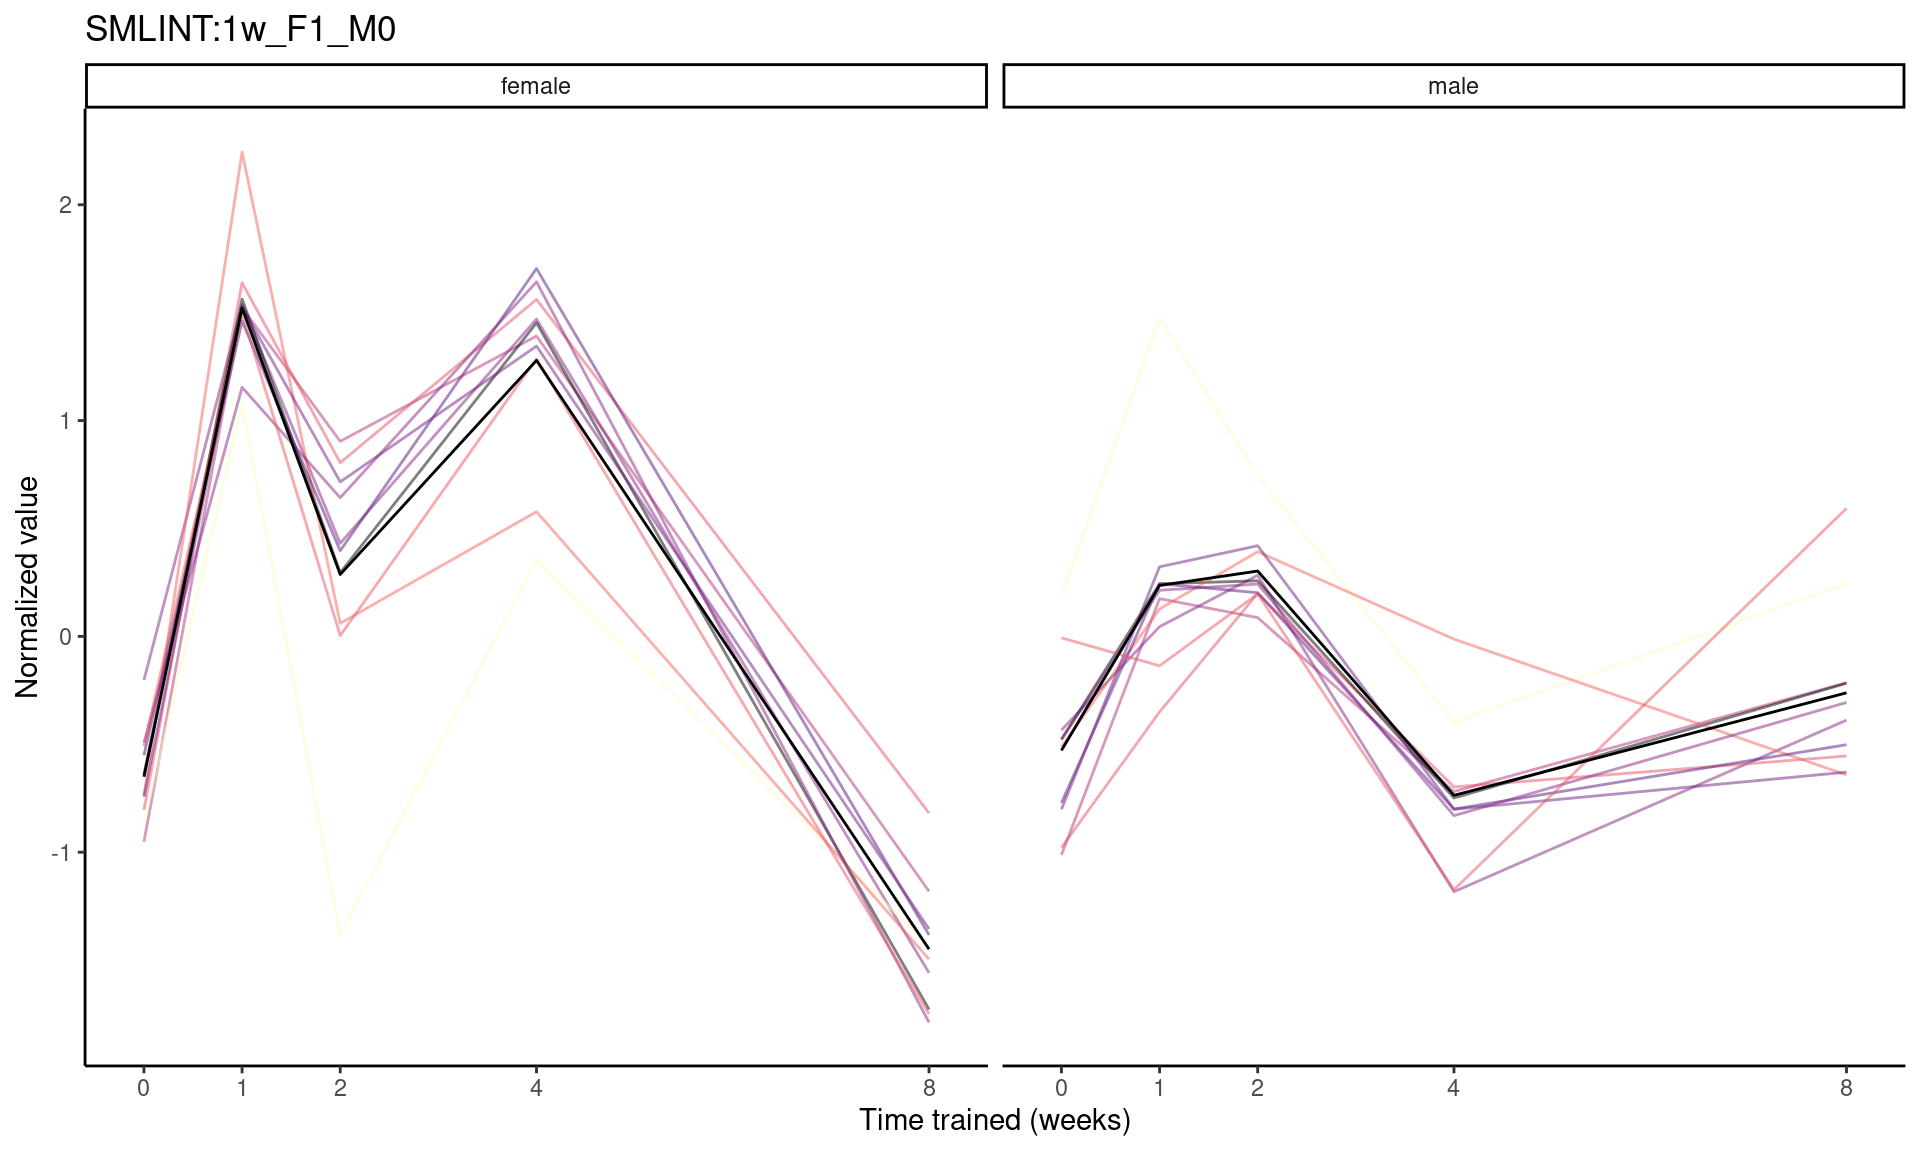 SMLINT:1w_F1_M0
female
male
Normalized value
2
1
0
-1
0 1 2 4 8
0 1 2 4 8
Time trained (weeks)